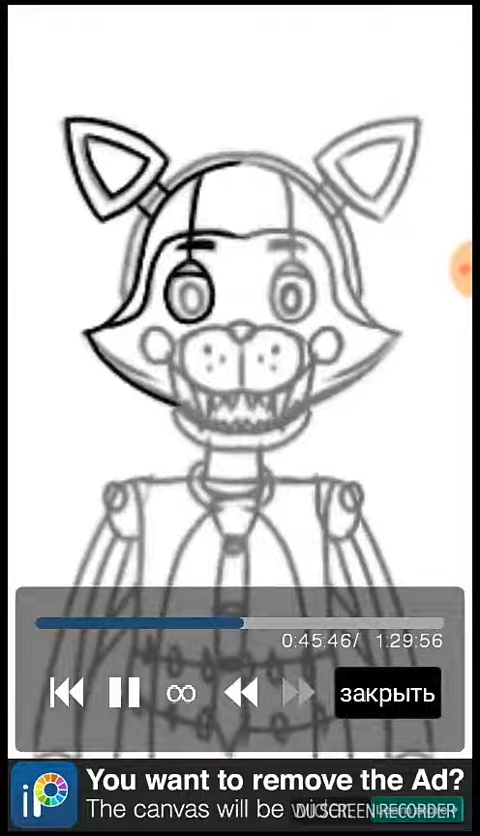 0:45:46/ 1:29:56
закрыть
iP
You want to remove the Ad?
The canvas will be
DU SCREEN RECORDER